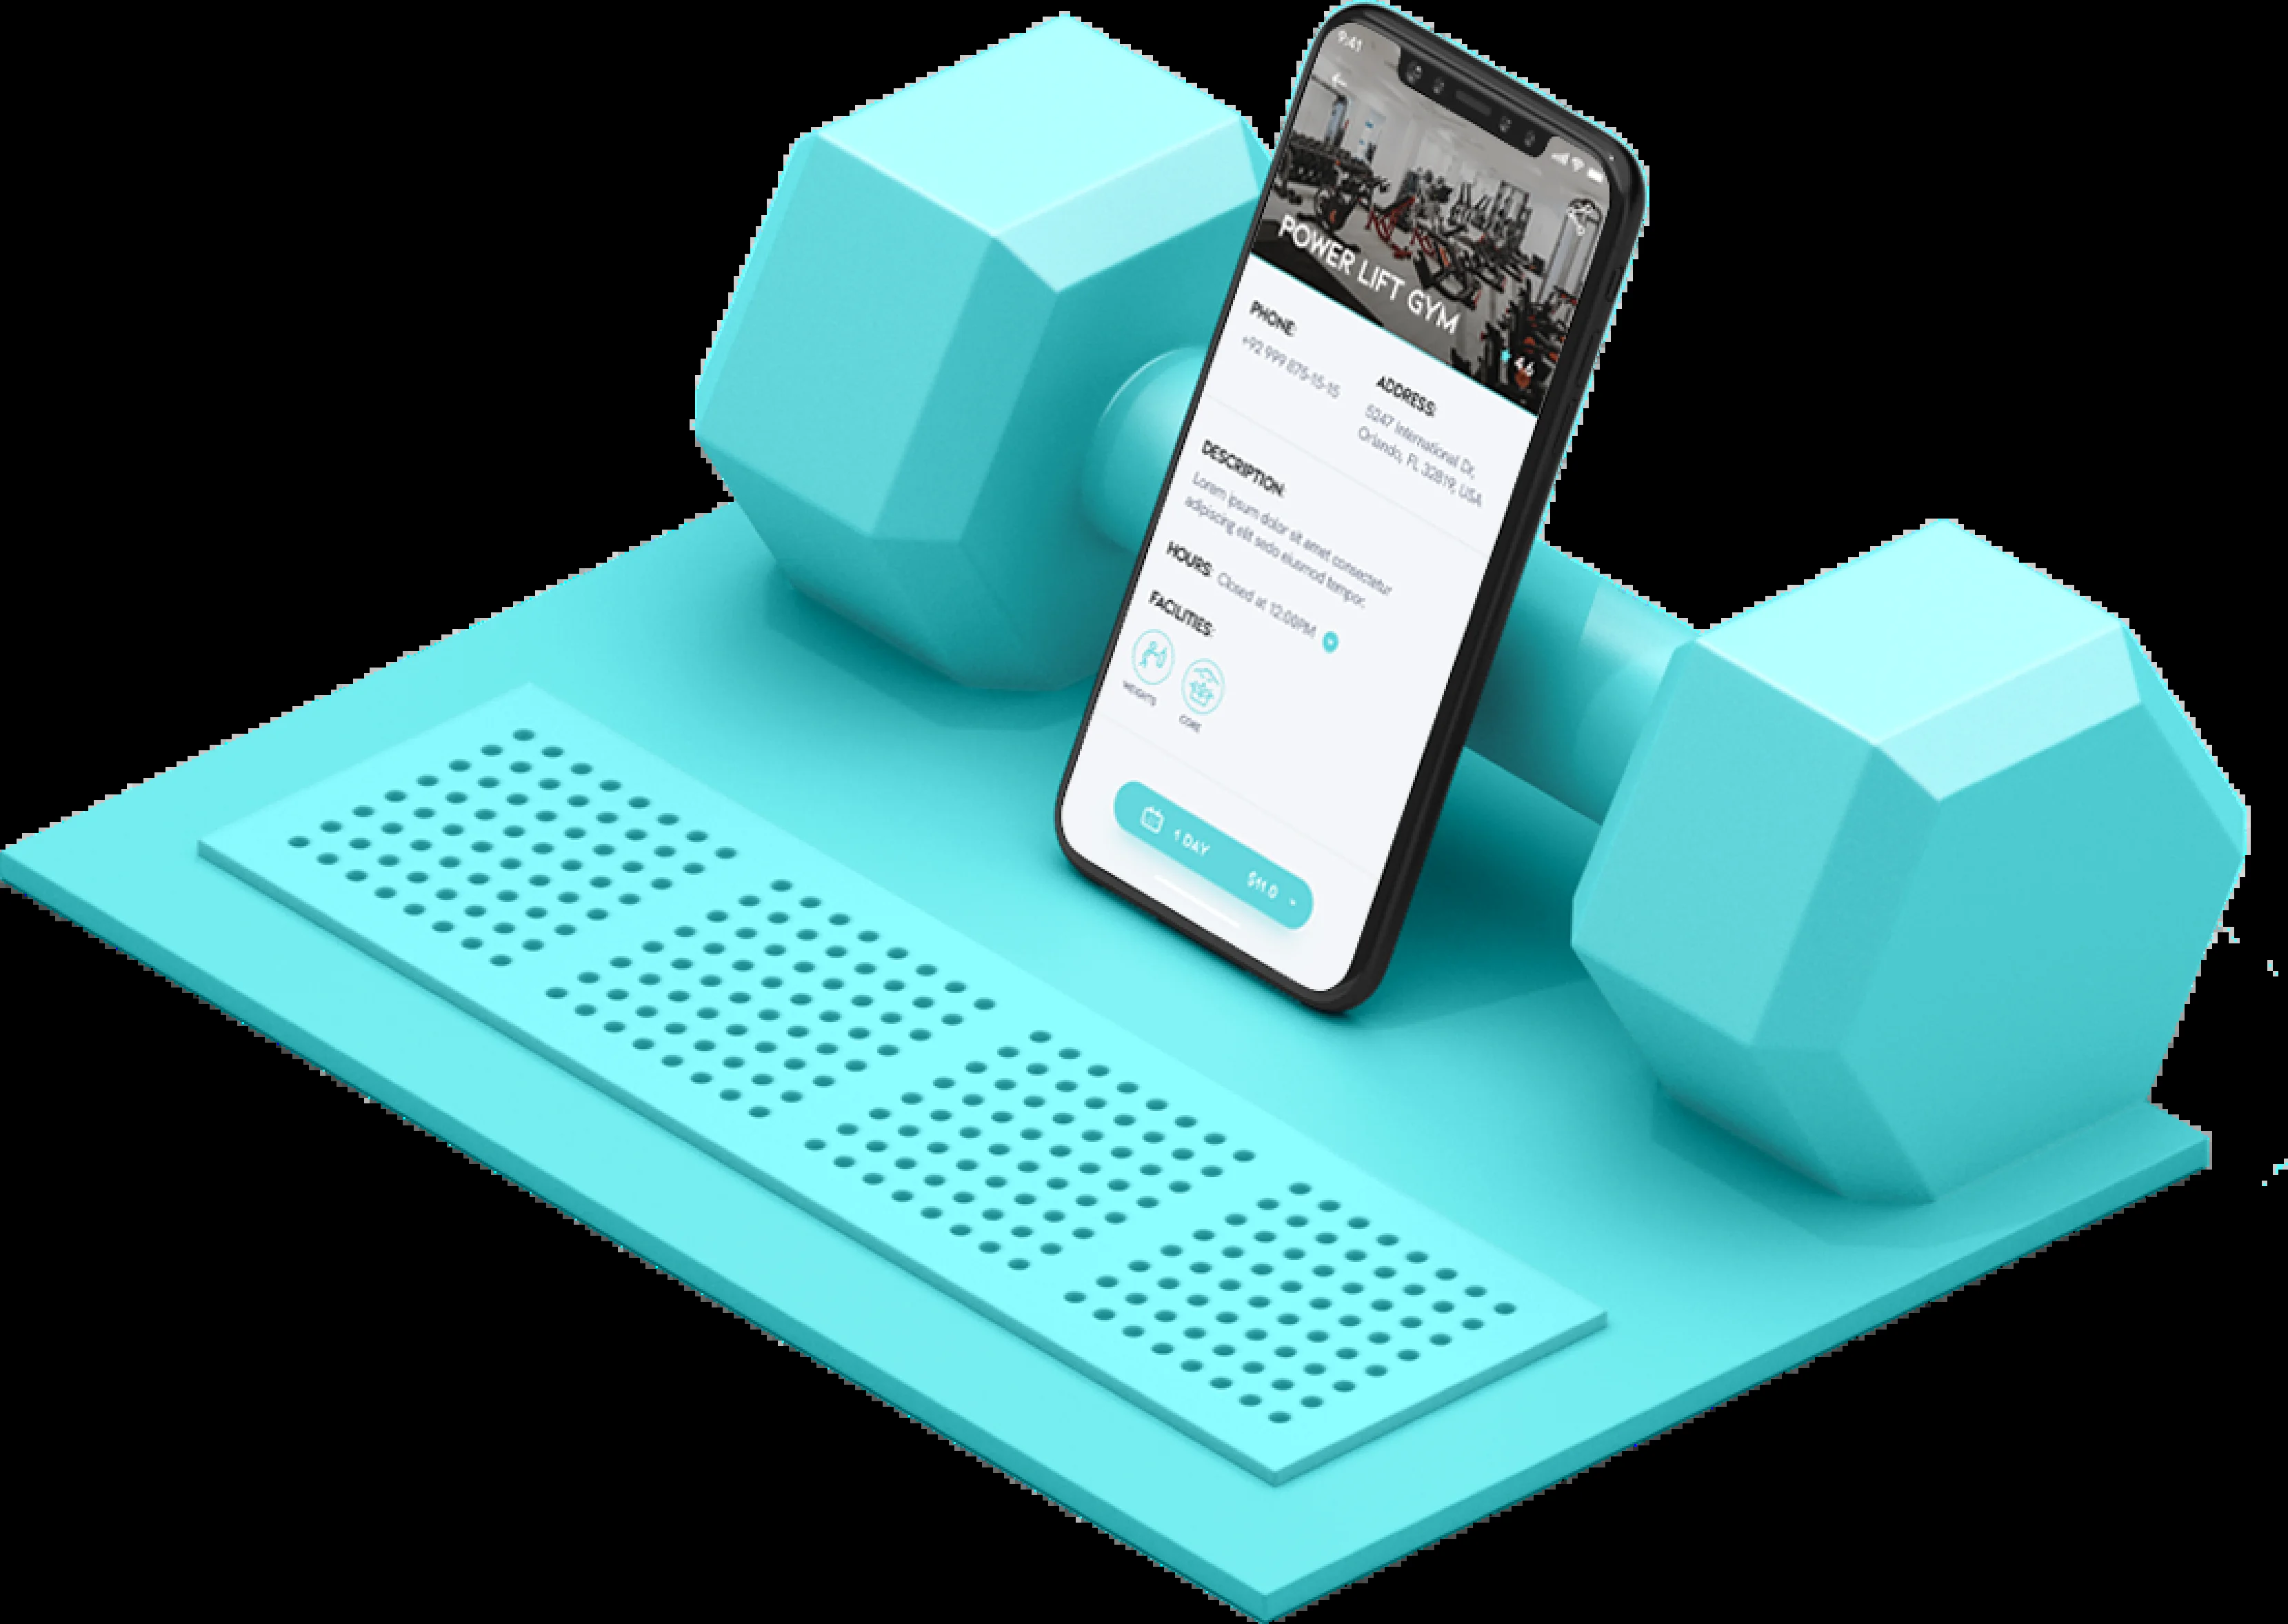 9:41
POWER LIFT GYM
4.6
PHONE:
+92 999 875-15-15
ADDRESS:
5247 International Dr,
Orlando, FL 32819, USA
DESCRIPTION:
Lorem ipsum dolor sit amet consectetur
adipiscing elit sedo eiusmod tempor.
HOURS: Closed at 12:00PM
FACILITIES:
WEIGHTS
CORE
1 DAY
$11.0